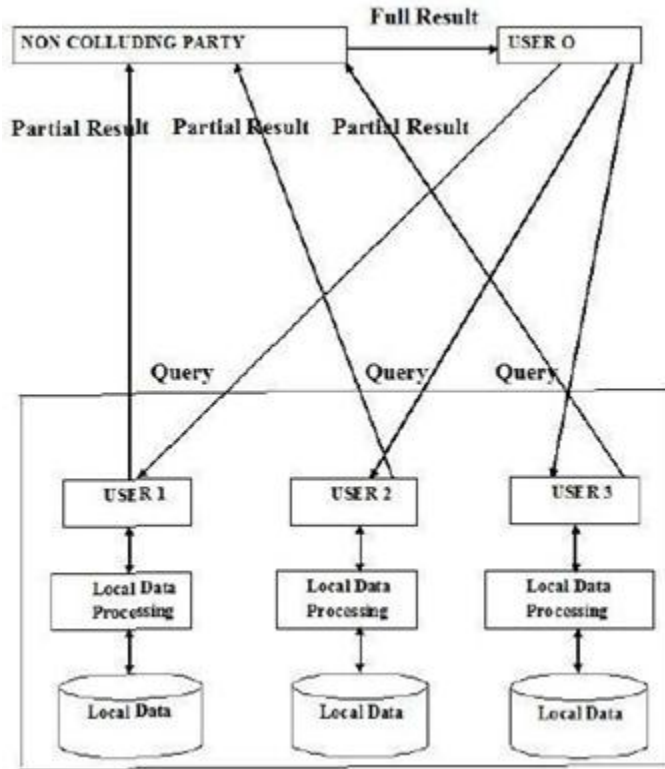 Full Result
NON COLLUDING PARTY
USER O
Partial Result
Partial Result
Partial Result
Query
Query
Query
USER 1
USER 2
USER 3
Local Data
Processing
Local Data
Processing
Local Data
Processing
Local Data
Local Data
Local Data